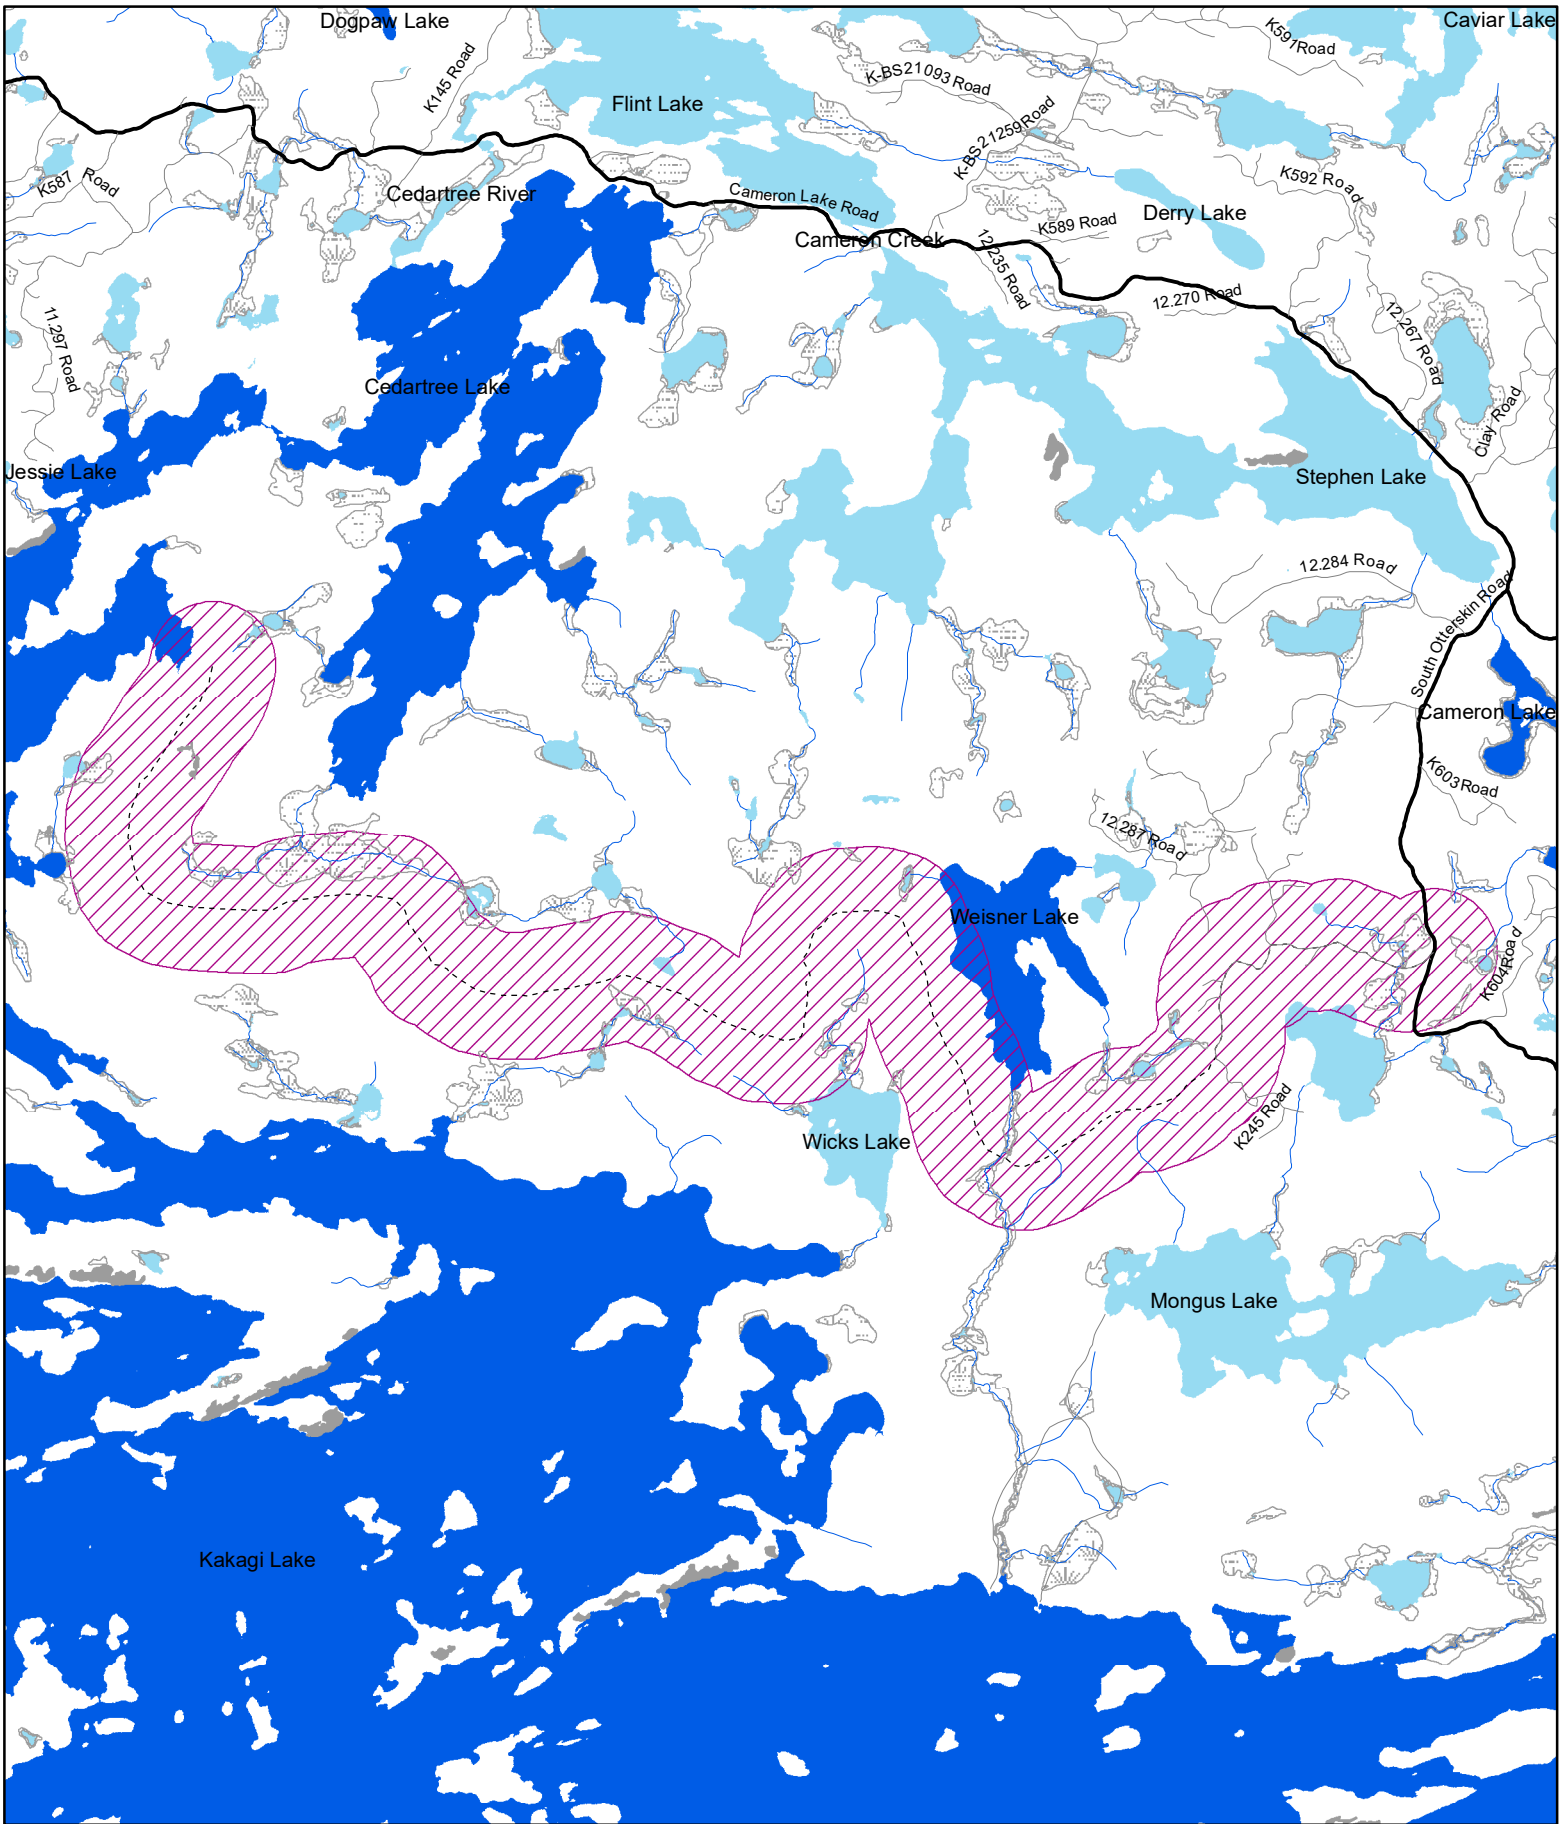 Dogpaw Lake
Caviar Lake
K591Road
K145 Road
K-BS21093 Road
Flint Lake
K-BS21259Road
K587 Road
Cedartree River
K592 Road
Cameron Lake Road
Derry Lake
K589 Road
Cameron Creek
12.235 Road
12.270 Road
11.297 Road
12.267 Road
Cedartree Lake
Clay Road
Jessie Lake
Stephen Lake
12.284 Road
South Otterskin Road
Cameron Lake
K603Road
12.287 Road
Weisner Lake
K604Road
K245 Road
Wicks Lake
Mongus Lake
Kakagi Lake